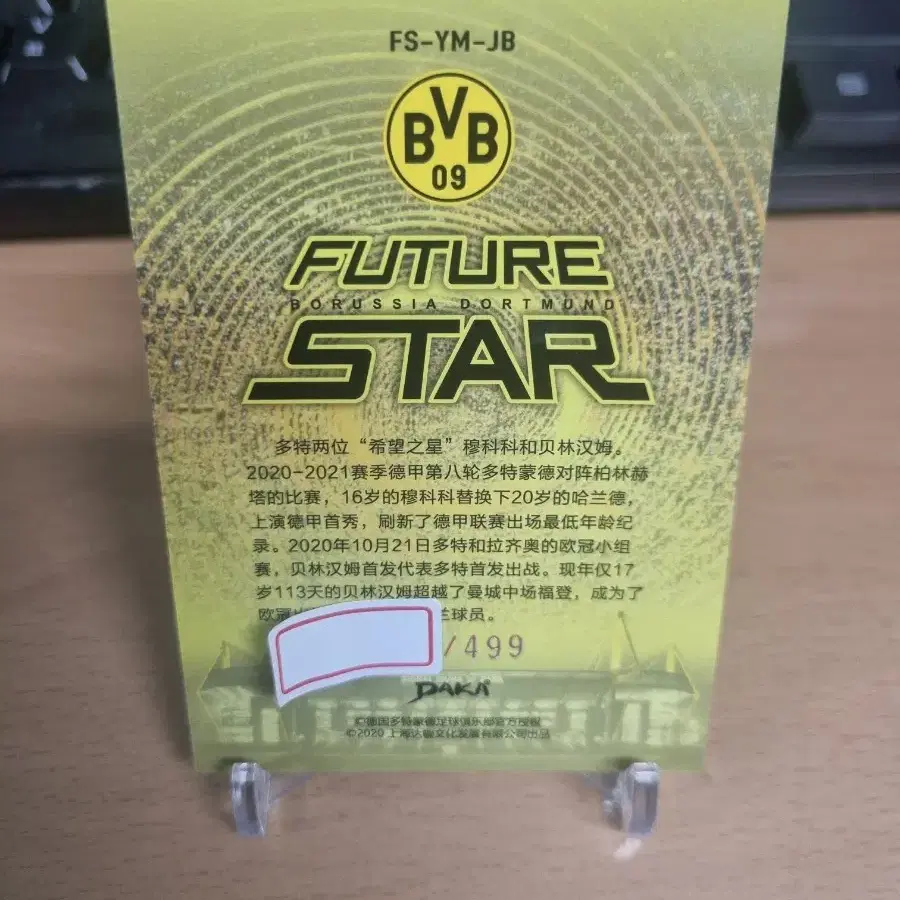 FS-YM-JB
BVB
09
FUTURE
BORUSSIA DORTMUND
STAR
多特两位“希望之星”穆科科和贝林汉姆。
2020-2021赛季德甲第八轮多特蒙德对阵柏林赫
塔的比赛，16岁的穆科科替换下20岁的哈兰德，
上演德甲首秀，刷新了德甲联赛出场最低年龄纪
录。2020年10月21日多特和拉齐奥的欧冠小组
赛，贝林汉姆首发代表多特首发出战。现年仅17
岁113天的贝林汉姆超越了曼城中场福登，成为了
欧冠 兰球员。
/499
DAKA
©德国多特蒙德足球俱乐部官方授权
©2020 上海达骏文化发展有限公司出品